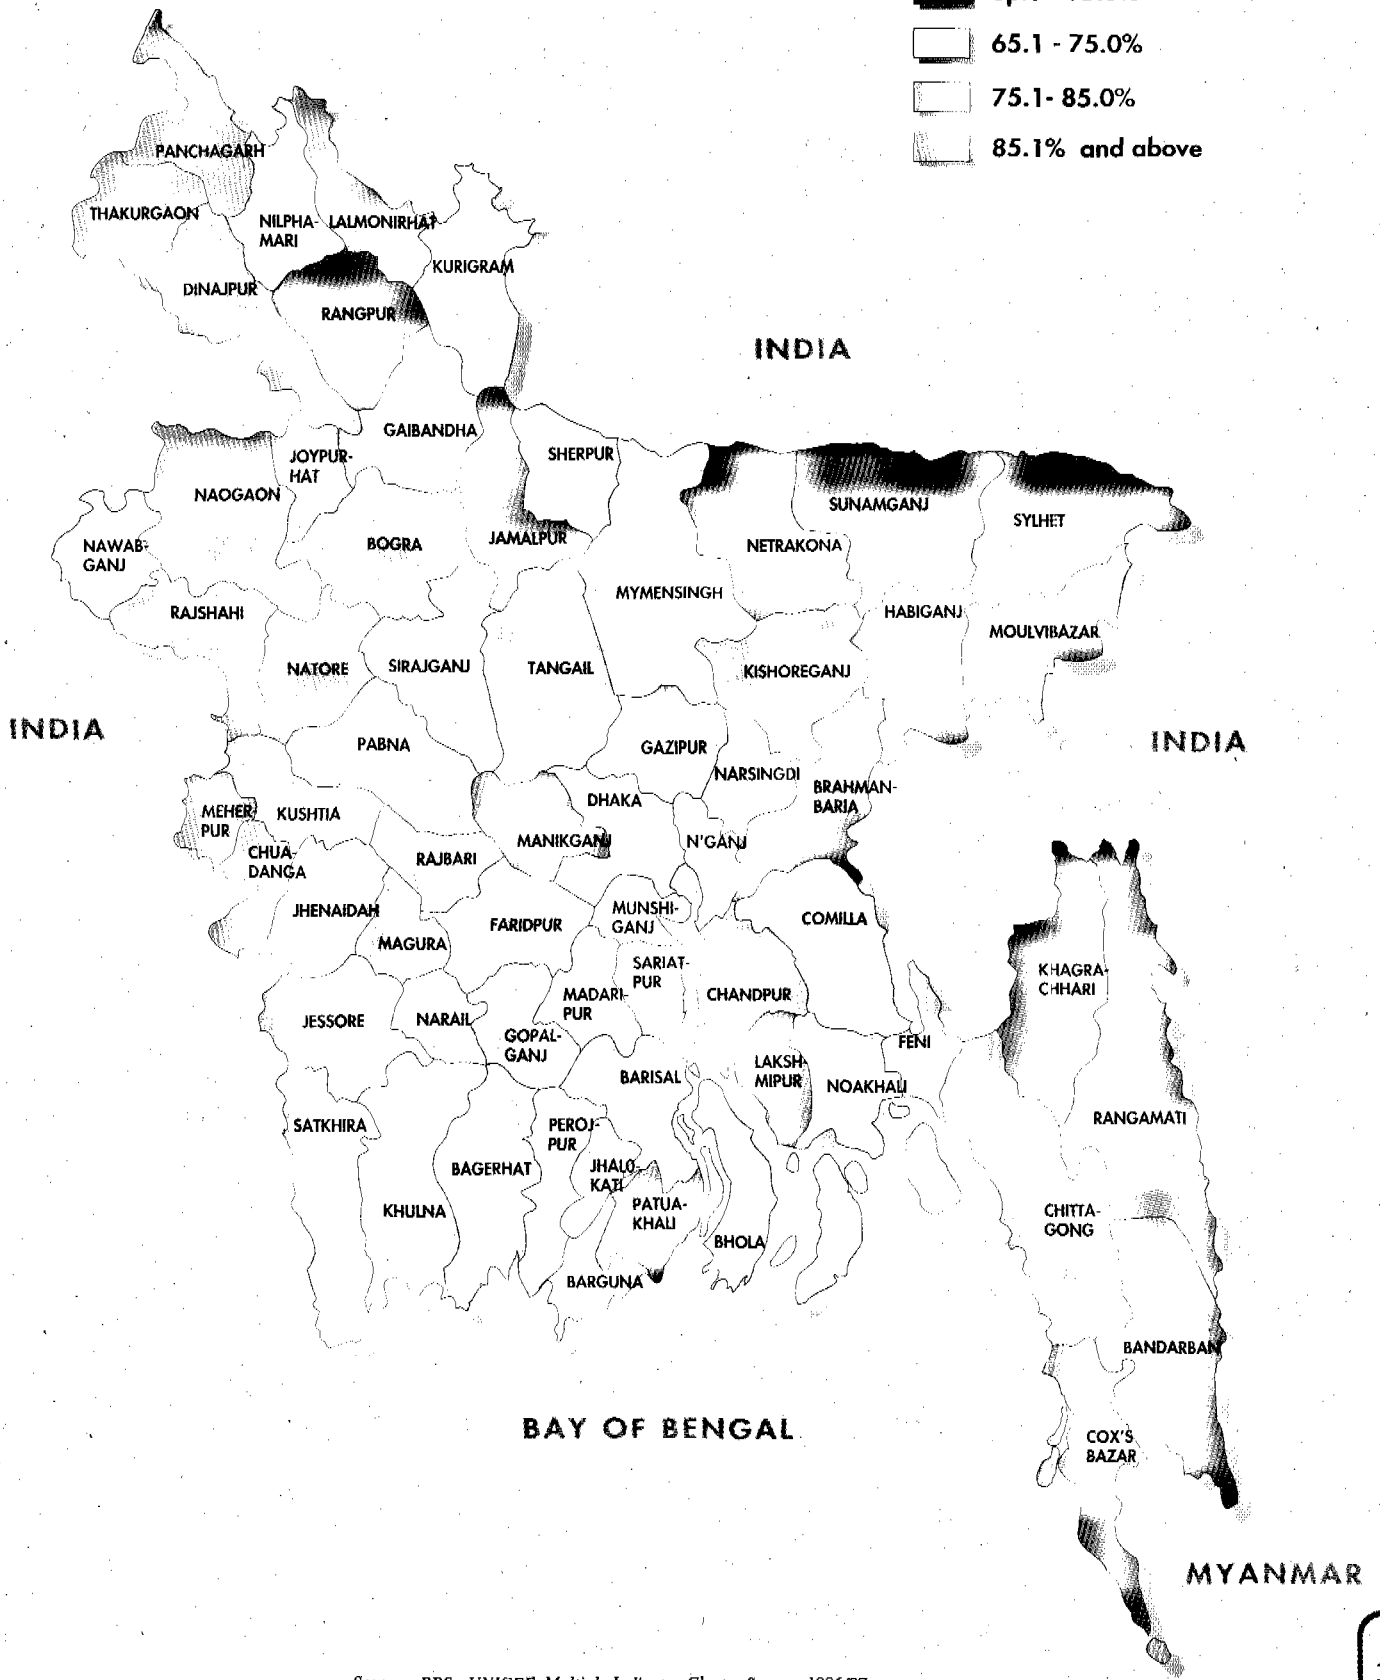 65.1 - 75.0%
75.1- 85.0%
85.1% and above
PANCHAGARH
THAKURGAON
NILPHA-
MARI
LALMONIRHAT
KURIGRAM
DINAJPUR
RANGPUR
INDIA
GAIBANDHA
JOYPUR-
HAT
SHERPUR
NAOGAON
SUNAMGANJ
SYLHET
NAWAB-
GANJ
BOGRA
JAMALPUR
NETRAKONA
MYMENSINGH
RAJSHAHI
HABIGANJ
MOULVIBAZAR
NATORE
SIRAJGANJ
TANGAIL
KISHOREGANJ
INDIA
PABNA
GAZIPUR
INDIA
NARSINGDI
BRAHMAN-
BARIA
MEHER-
PUR
KUSHTIA
DHAKA
MANIKGANJ
N'GANJ
CHUA-
DANGA
RAJBARI
JHENAIDAH
MAGURA
FARIDPUR
MUNSHI-
GANJ
COMILLA
SARIAT-
PUR
KHAGRA-
CHHARI
MADARI-
PUR
CHANDPUR
JESSORE
NARAIL
GOPAL-
GANJ
FENI
BARISAL
LAKSH-
MIPUR
NOAKHALI
SATKHIRA
PEROJ-
PUR
RANGAMATI
BAGERHAT
JHALO-
KATI
KHULNA
PATUA-
KHALI
CHITTA-
GONG
BHOLA
BARGUNA
BANDARBAN
BAY OF BENGAL
COX'S
BAZAR
MYANMAR